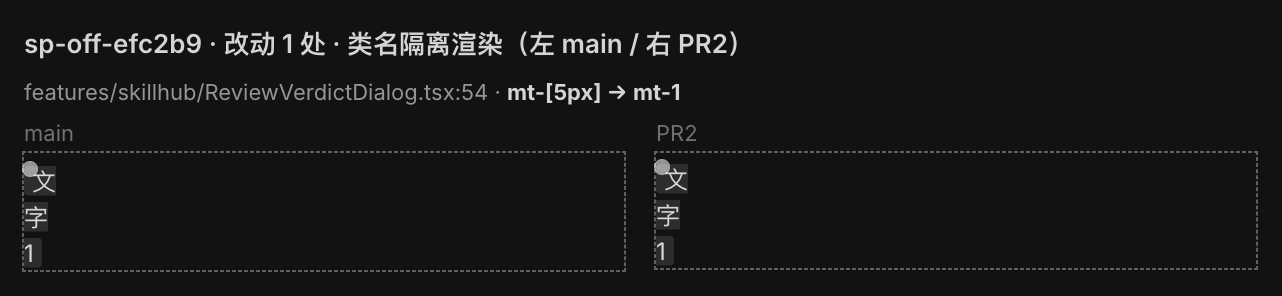 sp-off-efc2b9 · 改动 1 处 · 类名隔离渲染（左 main / 右 PR2）
features/skillhub/ReviewVerdictDialog.tsx:54 · mt-[5px] → mt-1
main
文
字
1
PR2
文
字
1